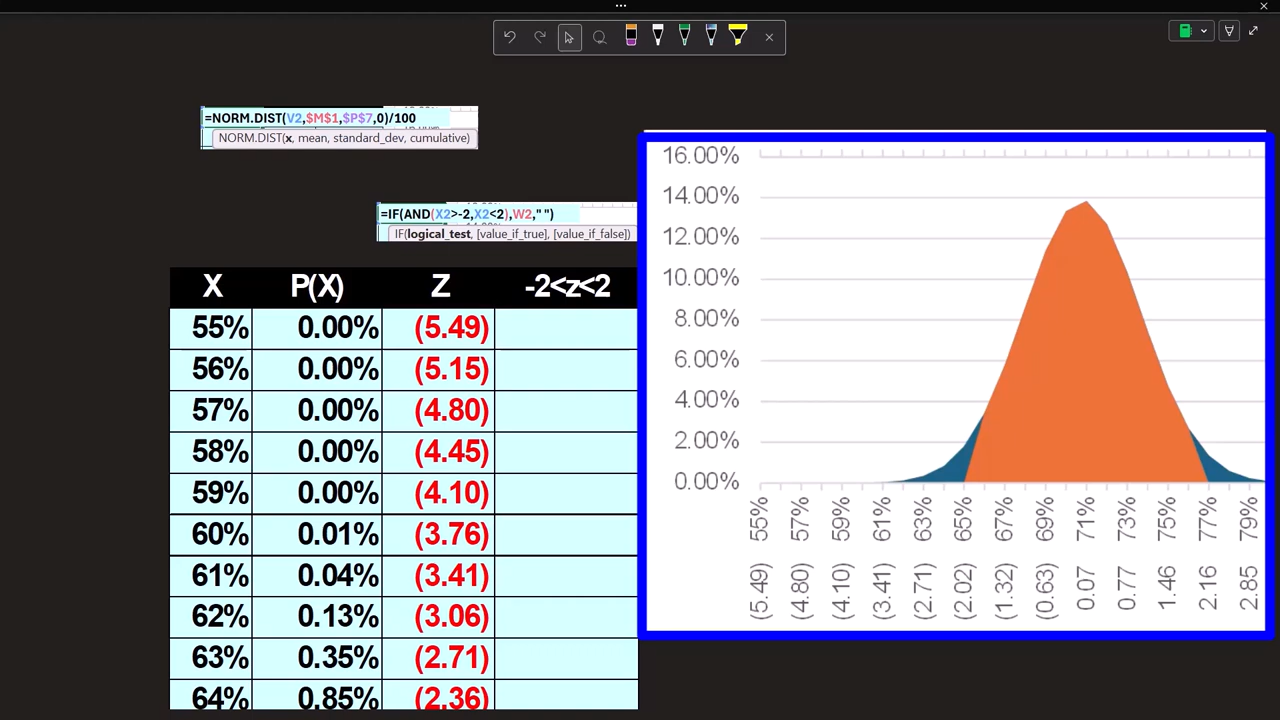 =NORM.DIST(V2,$M$1,$P$7,0)/100
NORM.DIST(x, mean, standard_dev, cumulative)
=IF(AND(X2>-2,X2<2),W2," ")
IF(logical_test, [value_if_true], [value_if_false])
X P(X) Z -2<z<2
55% 0.00% (5.49)
56% 0.00% (5.15)
57% 0.00% (4.80)
58% 0.00% (4.45)
59% 0.00% (4.10)
60% 0.01% (3.76)
61% 0.04% (3.41)
62% 0.13% (3.06)
63% 0.35% (2.71)
64% 0.85% (2.36)
16.00%
14.00%
12.00%
10.00%
8.00%
6.00%
4.00%
2.00%
0.00%
55% 57% 59% 61% 63% 65% 67% 69% 71% 73% 75% 77% 79%
(5.49) (4.80) (4.10) (3.41) (2.71) (2.02) (1.32) (0.63) 0.07 0.77 1.46 2.16 2.85